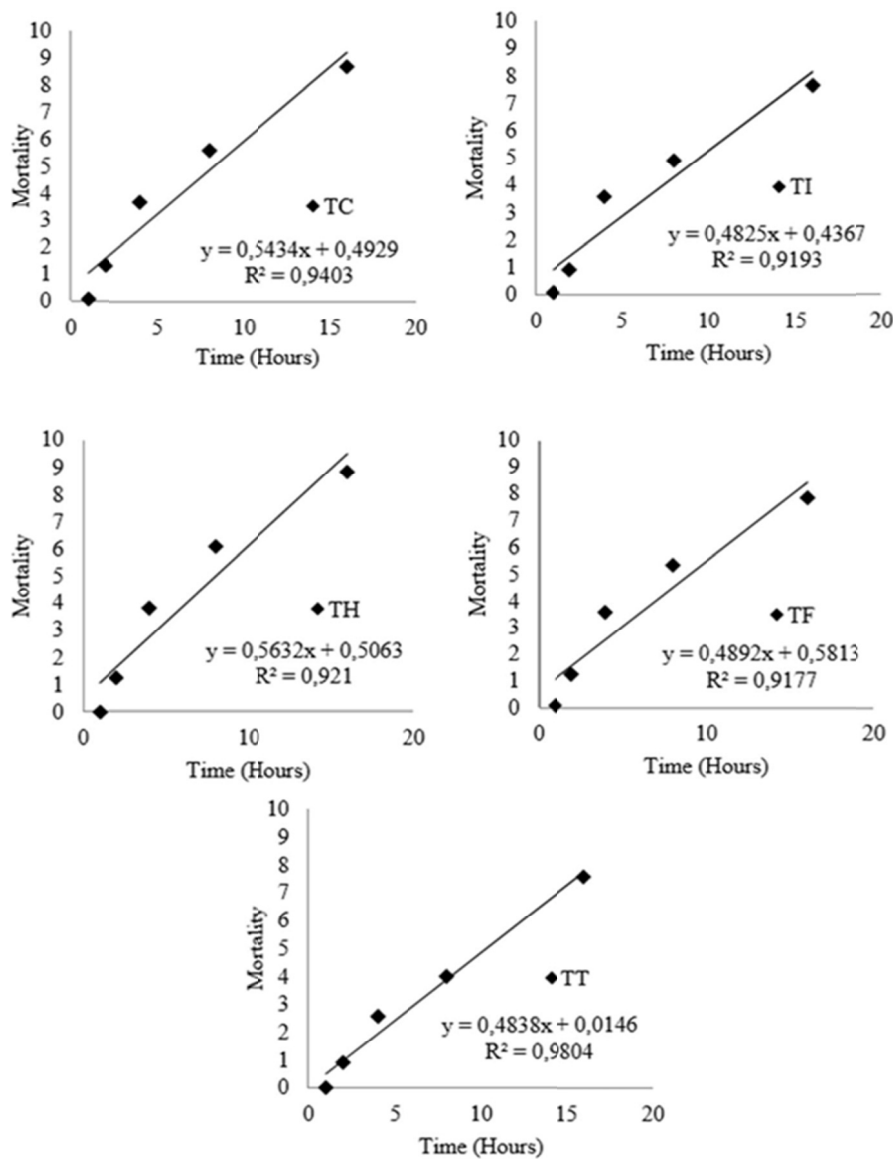 10
9
8
7
6
5
4
3
2
1
0
Mortality
TC
y = 0,5434x + 0,4929
R² = 0,9403
0 5 10 15 20
Time (Hours)
10
9
8
7
6
5
4
3
2
1
0
Mortality
TI
y = 0,4825x + 0,4367
R² = 0,9193
0 5 10 15 20
Time (Hours)
10
9
8
7
6
5
4
3
2
1
0
Mortality
TH
y = 0,5632x + 0,5063
R² = 0,921
0 10 20
Time (Hours)
10
9
8
7
6
5
4
3
2
1
0
Mortality
TF
y = 0,4892x + 0,5813
R² = 0,9177
0 10 20
Time (Hours)
10
9
8
7
6
5
4
3
2
1
0
Mortality
TT
y = 0,4838x + 0,0146
R² = 0,9804
0 5 10 15 20
Time (Hours)